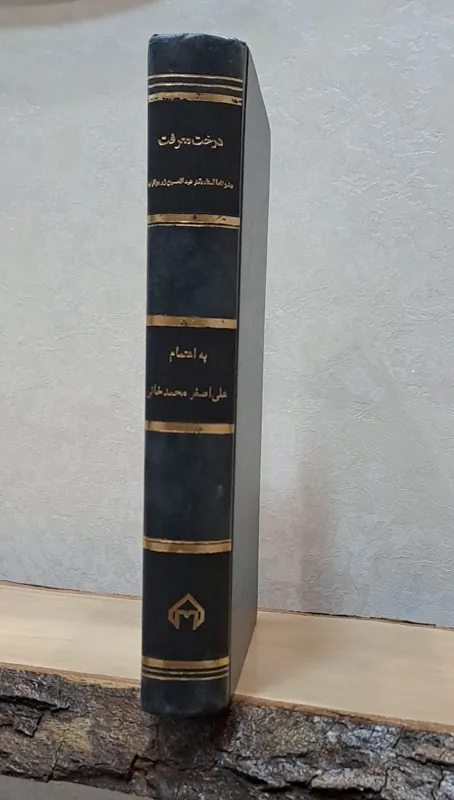 درخت معرفت
جشن نامه استاد دکتر عبدالحسین زرین کوب
به اهتمام
علی اصغر محمدخانی